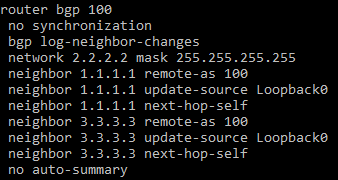 router bgp 100
no synchronization
bgp log-neighbor-changes
network 2.2.2.2 mask 255.255.255.255
neighbor 1.1.1.1 remote-as 100
neighbor 1.1.1.1 update-source Loopback0
neighbor 1.1.1.1 next-hop-self
neighbor 3.3.3.3 remote-as 100
neighbor 3.3.3.3 update-source Loopback0
neighbor 3.3.3.3 next-hop-self
no auto-summary